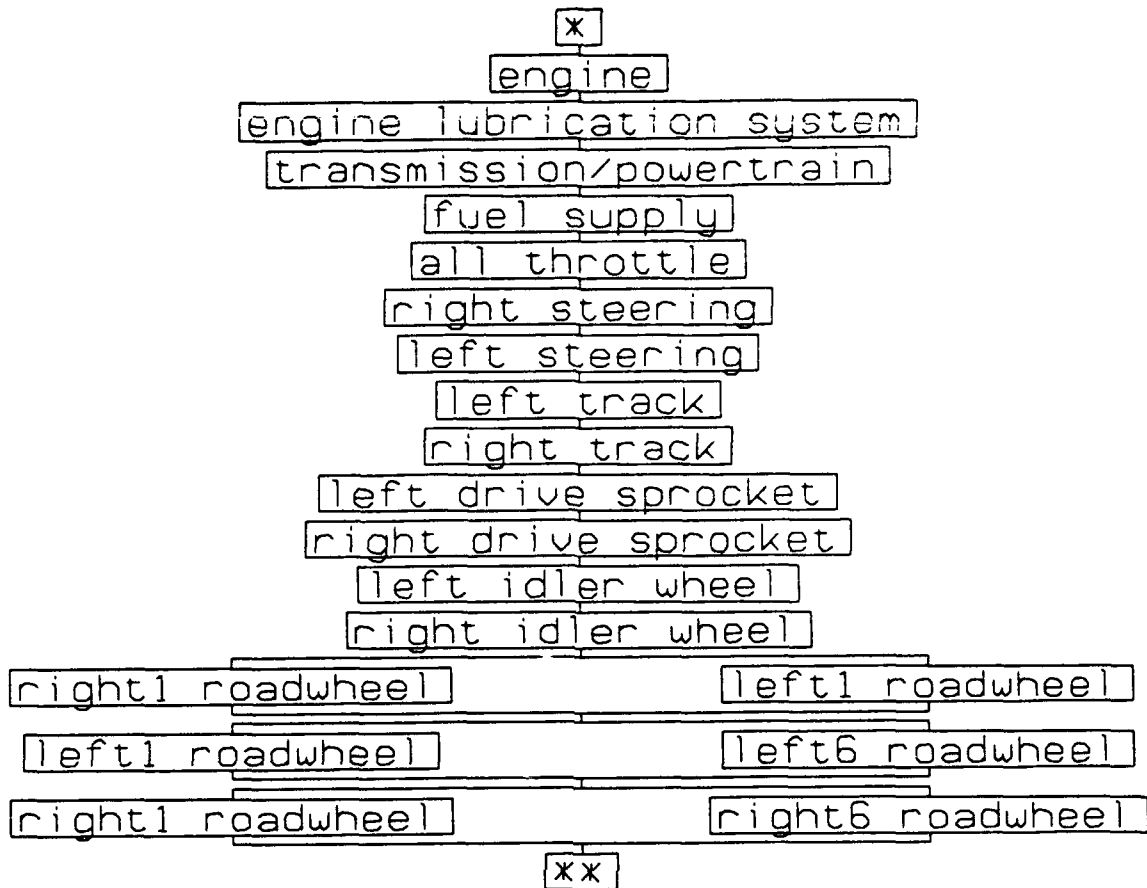 *
engine
engine lubrication system
transmission/powertrain
fuel supply
all throttle
right steering
left steering
left track
right track
left drive sprocket
right drive sprocket
left idler wheel
right idler wheel
right1 roadwheel left1 roadwheel
left1 roadwheel left6 roadwheel
right1 roadwheel right6 roadwheel
**